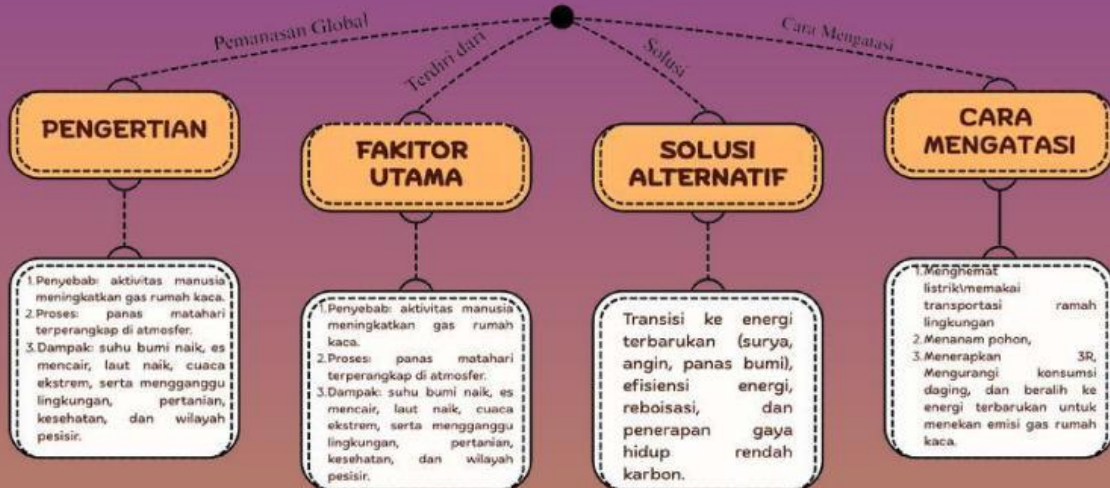 Pemanasan Global
Terdiri dari
Solusi
Cara Mengatasi
PENGERTIAN
FAKITOR
UTAMA
SOLUSI
ALTERNATIF
CARA
MENGATASI
1.Penyebab: aktivitas manusia
meningkatkan gas rumah kaca.
2.Proses: panas matahari
terperangkap di atmosfer.
3.Dampak: suhu bumi naik, es
mencair, laut naik, cuaca
ekstrem, serta mengganggu
lingkungan, pertanian,
kesehatan, dan wilayah
pesisir.
1.Penyebab: aktivitas manusia
meningkatkan gas rumah
kaca.
2.Proses: panas matahari
terperangkap di atmosfer.
3.Dampak: suhu bumi naik, es
mencair, laut naik, cuaca
ekstrem, serta mengganggu
lingkungan, pertanian,
kesehatan, dan wilayah
pesisir.
Transisi ke energi
terbarukan (surya,
angin, panas bumi),
efisiensi energi,
reboisasi, dan
penerapan gaya
hidup rendah
karbon.
1.Menghemat
listrik\memakai
transportasi ramah
lingkungan
2.Menanam pohon,
3.Menerapkan 3R,
Mengurangi konsumsi
daging, dan beralih ke
energi terbarukan untuk
menekan emisi gas rumah
kaca.